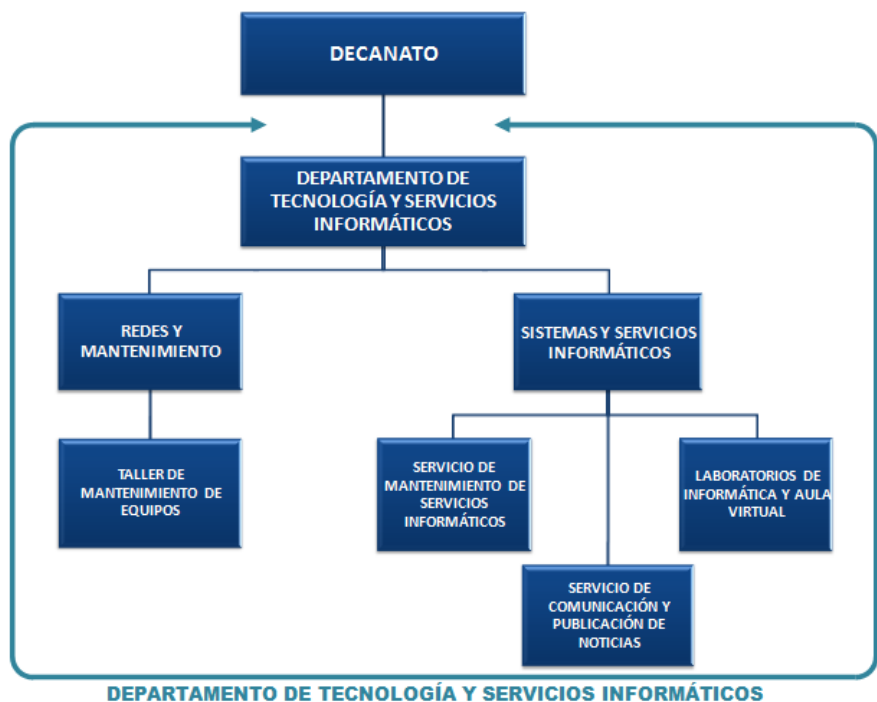 DECANATO
DEPARTAMENTO DE
TECNOLOGÍA Y SERVICIOS
INFORMÁTICOS
REDES Y
MANTENIMIENTO
SISTEMAS Y SERVICIOS
INFORMÁTICOS
TALLER DE
MANTENIMIENTO DE
EQUIPOS
SERVICIO DE
MANTENIMIENTO DE
SERVICIOS
INFORMÁTICOS
LABORATORIOS DE
INFORMÁTICA Y AULA
VIRTUAL
SERVICIO DE
COMUNICACIÓN Y
PUBLICACIÓN DE
NOTICIAS
DEPARTAMENTO DE TECNOLOGÍA Y SERVICIOS INFORMÁTICOS